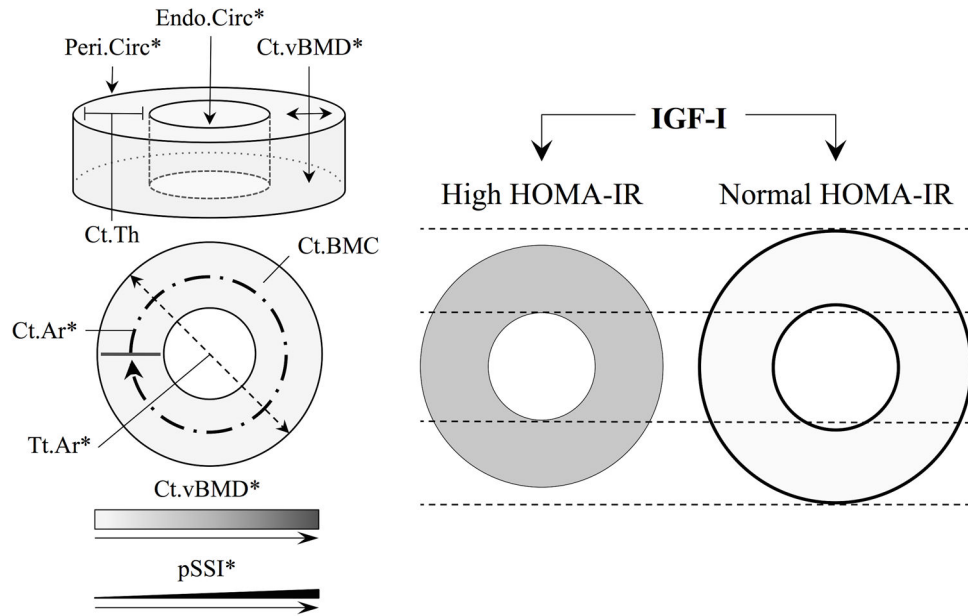 Endo.Circ*
Peri.Circ*
Ct.vBMD*
Ct.Th
Ct.BMC
Ct.Ar*
Tt.Ar*
Ct.vBMD*
pSSI*
IGF-I
High HOMA-IR
Normal HOMA-IR